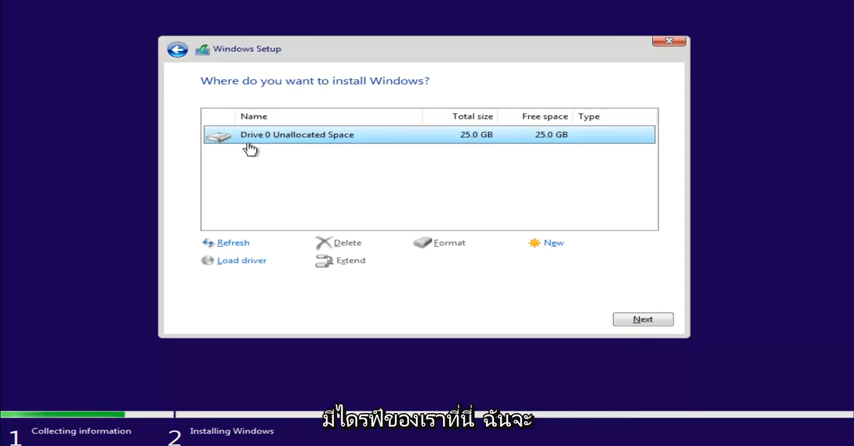 Windows Setup
Where do you want to install Windows?
Name Total size Free space Type
Drive 0 Unallocated Space 25.0 GB 25.0 GB
Refresh Delete Format New
Load driver Extend
Next
มีไดรฟ์ของเราที่นี่ ฉันจะ
1 Collecting information 2 Installing Windows